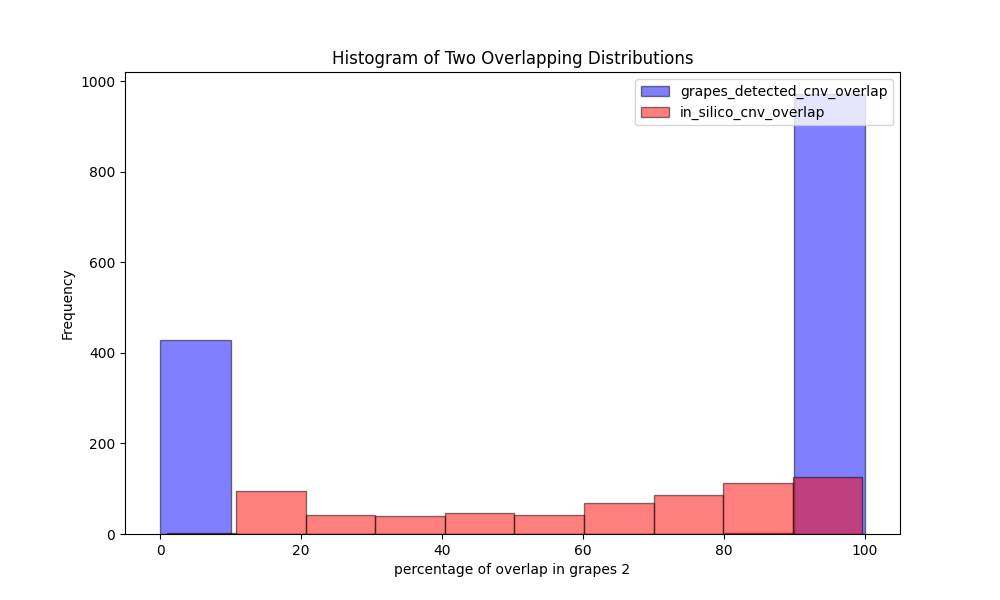 Histogram of Two Overlapping Distributions
1000
800
600
400
200
0
Frequency
grapes_detected_cnv_overlap
in_silico_cnv_overlap
0 20 40 60 80 100
percentage of overlap in grapes 2